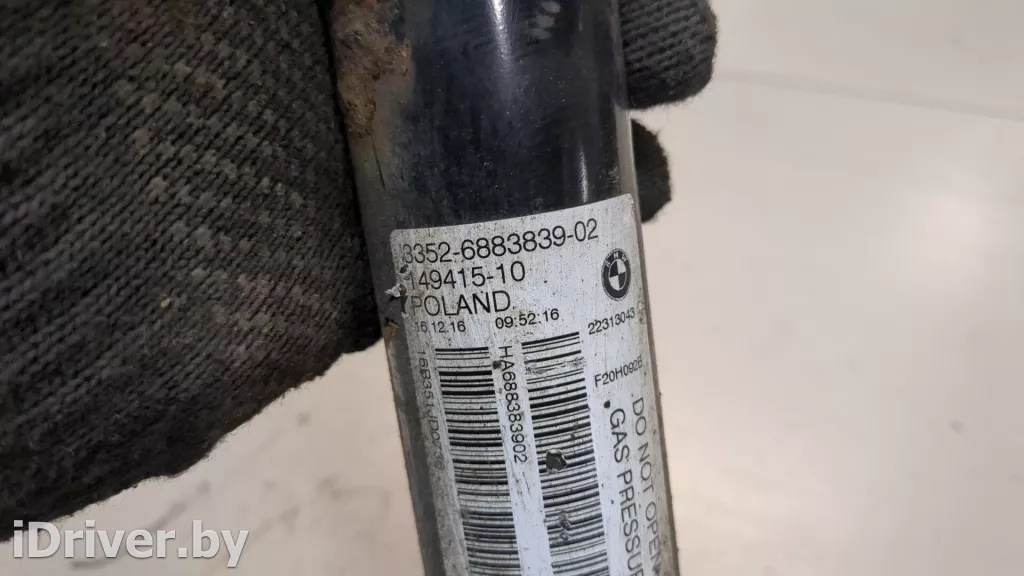 3352-6883839-02
149415-10
POLAND
16.12.16 09:52:16
22313043
HA688383902
F20H092E
DO NOT OPEN
GAS PRESSUR
iDriver.by